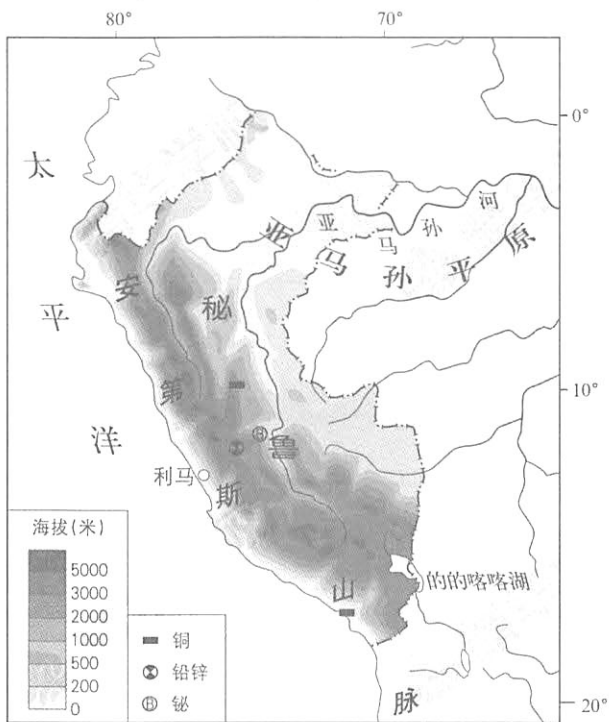 80° 70°
0°
太平洋
亚马孙河
亚马孙平原
安第斯山脉
秘鲁
10°
利马
的的喀喀湖
20°
海拔(米)
5000
3000
2000
1000
500
200
0
铜
铅锌
铋